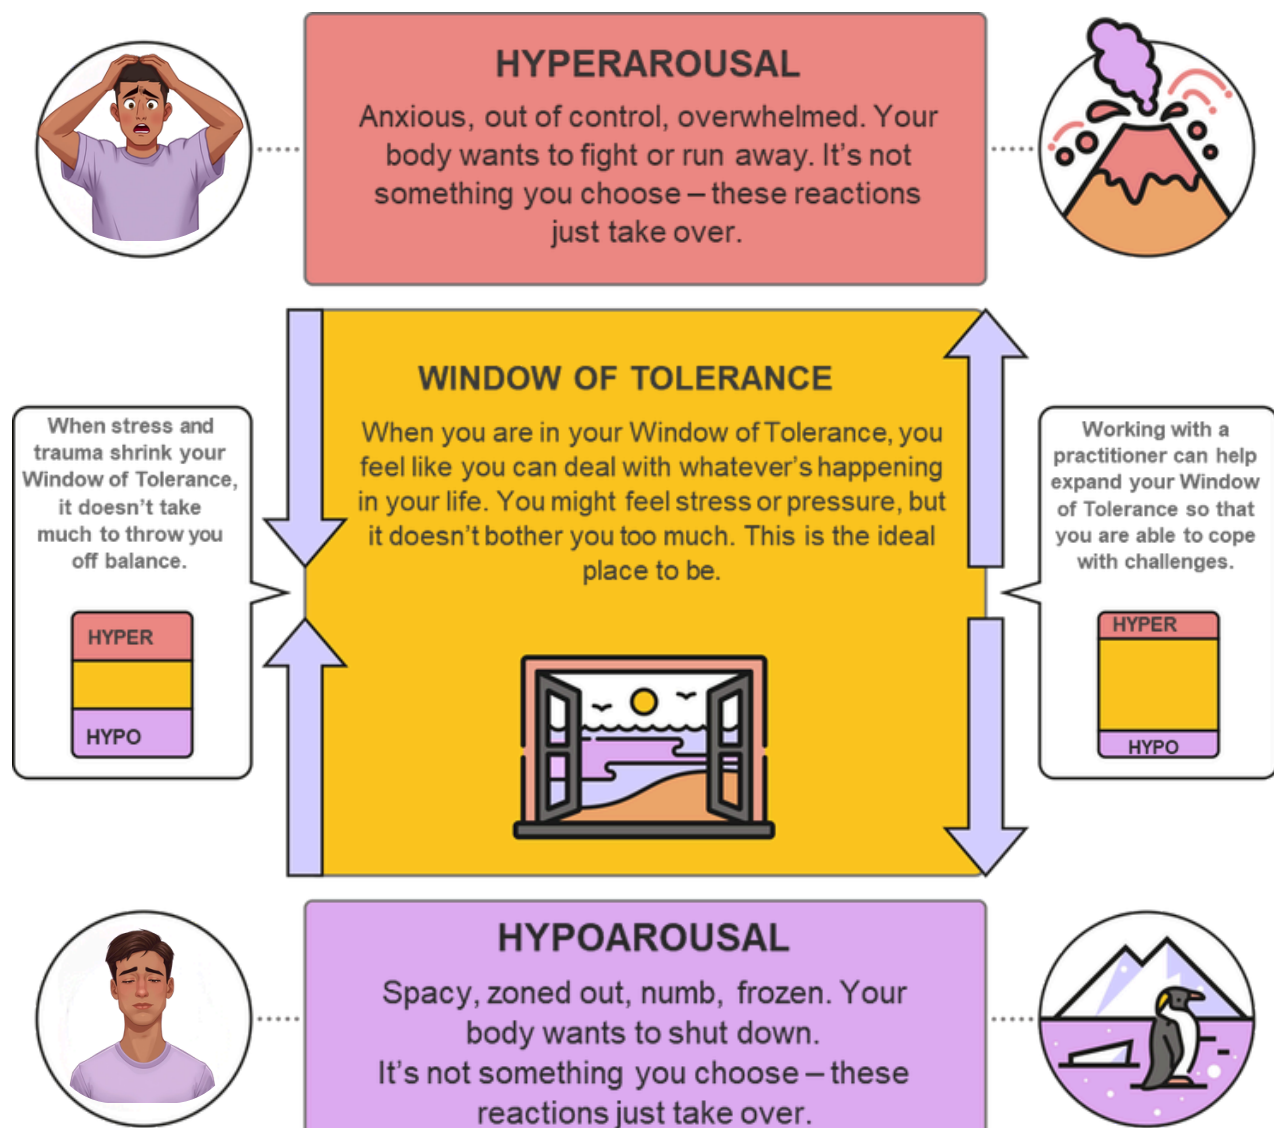 HYPERAROUSAL
Anxious, out of control, overwhelmed. Your
body wants to fight or run away. It's not
something you choose – these reactions
just take over.
WINDOW OF TOLERANCE
When you are in your Window of Tolerance, you
feel like you can deal with whatever's happening
in your life. You might feel stress or pressure, but
it doesn't bother you too much. This is the ideal
place to be.
When stress and
trauma shrink your
Window of Tolerance,
it doesn't take
much to throw you
off balance.
HYPER
HYPO
Working with a
practitioner can help
expand your Window
of Tolerance so that
you are able to cope
with challenges.
HYPER
HYPO
HYPOAROUSAL
Spacy, zoned out, numb, frozen. Your
body wants to shut down.
It's not something you choose – these
reactions just take over.